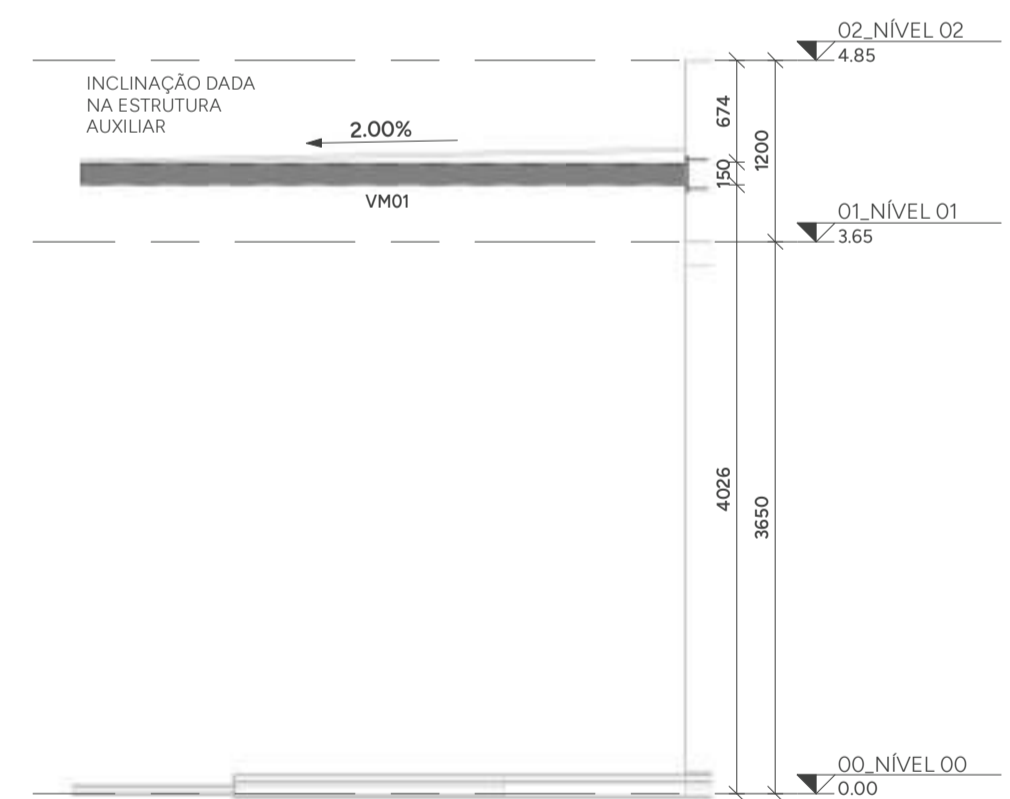 02_NÍVEL 02
4.85
INCLINAÇÃO DADA
NA ESTRUTURA
AUXILIAR
2.00%
674
1200
150
VM01
01_NÍVEL 01
3.65
4026
3650
00_NÍVEL 00
0.00